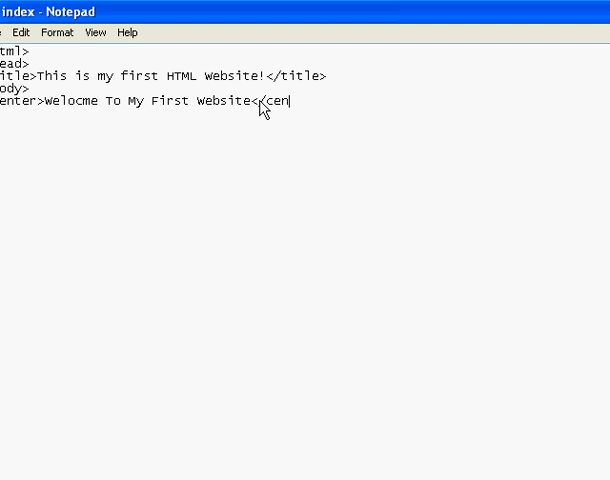 index - Notepad
Edit Format View Help
tml>
ead>
itle>This is my first HTML Website!</title>
ody>
enter>Welocme To My First Website</cen